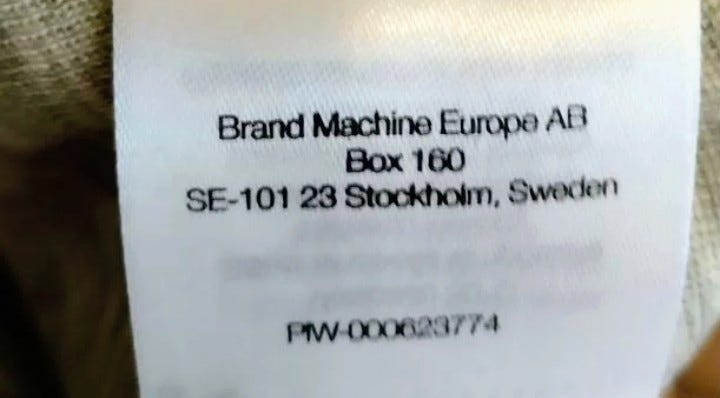 Brand Machine Europe AB
Box 160
SE-101 23 Stockholm, Sweden
PIW-000623774